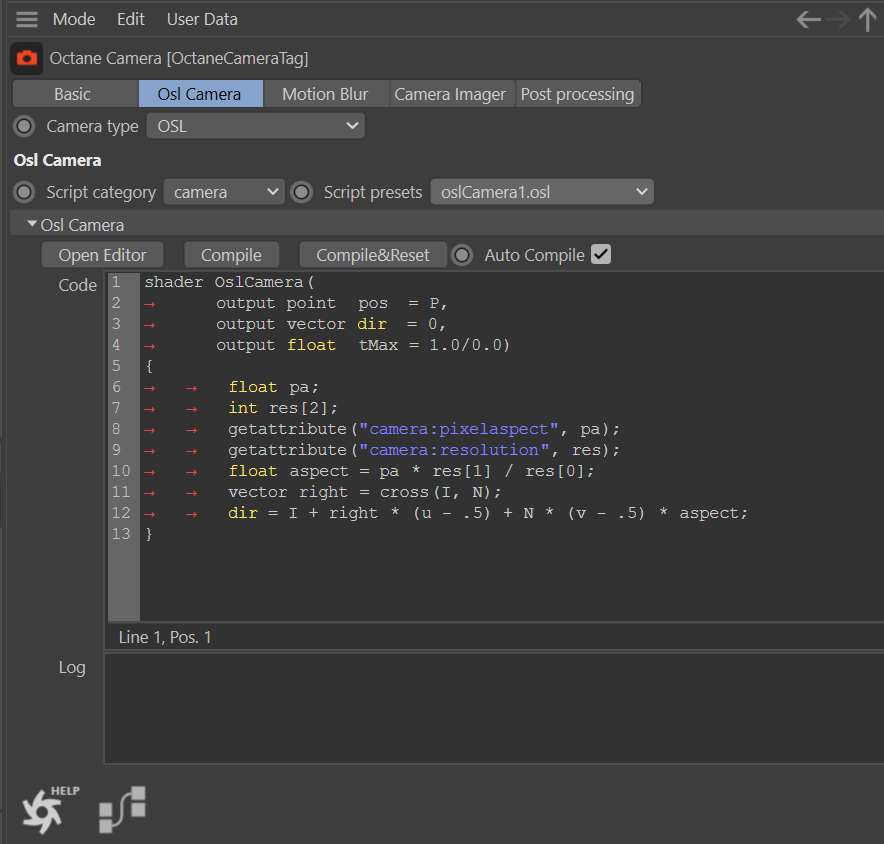 Mode Edit User Data
Octane Camera [OctaneCameraTag]
Basic Osl Camera Motion Blur Camera Imager Post processing
Camera type OSL
Osl Camera
Script category camera Script presets oslCamera1.osl
Osl Camera
Open Editor Compile Compile&Reset Auto Compile
Code
1 shader OslCamera(
2 → output point pos = P,
3 → output vector dir = 0,
4 → output float tMax = 1.0/0.0)
5 {
6 → → float pa;
7 → → int res[2];
8 → → getattribute("camera:pixelaspect", pa);
9 → → getattribute("camera:resolution", res);
10 → → float aspect = pa * res[1] / res[0];
11 → → vector right = cross(I, N);
12 → → dir = I + right * (u - .5) + N * (v - .5) * aspect;
13 }
Line 1, Pos. 1
Log
HELP